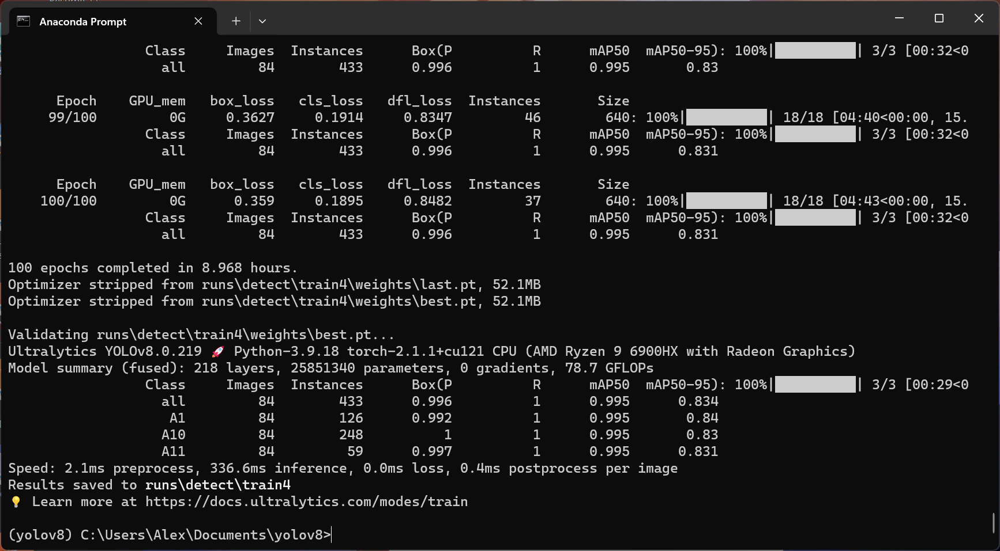 Anaconda Prompt
Class Images Instances Box(P R mAP50 mAP50-95): 100%| | 3/3 [00:32<0
all 84 433 0.996 1 0.995 0.83
Epoch GPU_mem box_loss cls_loss dfl_loss Instances Size
99/100 0G 0.3627 0.1914 0.8347 46 640: 100%| | 18/18 [04:40<00:00, 15.
Class Images Instances Box(P R mAP50 mAP50-95): 100%| | 3/3 [00:32<0
all 84 433 0.996 1 0.995 0.831
Epoch GPU_mem box_loss cls_loss dfl_loss Instances Size
100/100 0G 0.359 0.1895 0.8482 37 640: 100%| | 18/18 [04:43<00:00, 15.
Class Images Instances Box(P R mAP50 mAP50-95): 100%| | 3/3 [00:32<0
all 84 433 0.996 1 0.995 0.831
100 epochs completed in 8.968 hours.
Optimizer stripped from runs\detect\train4\weights\last.pt, 52.1MB
Optimizer stripped from runs\detect\train4\weights\best.pt, 52.1MB
Validating runs\detect\train4\weights\best.pt...
Ultralytics YOLOv8.0.219 🚀 Python-3.9.18 torch-2.1.1+cu121 CPU (AMD Ryzen 9 6900HX with Radeon Graphics)
Model summary (fused): 218 layers, 25851340 parameters, 0 gradients, 78.7 GFLOPs
Class Images Instances Box(P R mAP50 mAP50-95): 100%| | 3/3 [00:29<0
all 84 433 0.996 1 0.995 0.834
A1 84 126 0.992 1 0.995 0.84
A10 84 248 1 1 0.995 0.83
A11 84 59 0.997 1 0.995 0.831
Speed: 2.1ms preprocess, 336.6ms inference, 0.0ms loss, 0.4ms postprocess per image
Results saved to runs\detect\train4
💡 Learn more at https://docs.ultralytics.com/modes/train
(yolov8) C:\Users\Alex\Documents\yolov8>